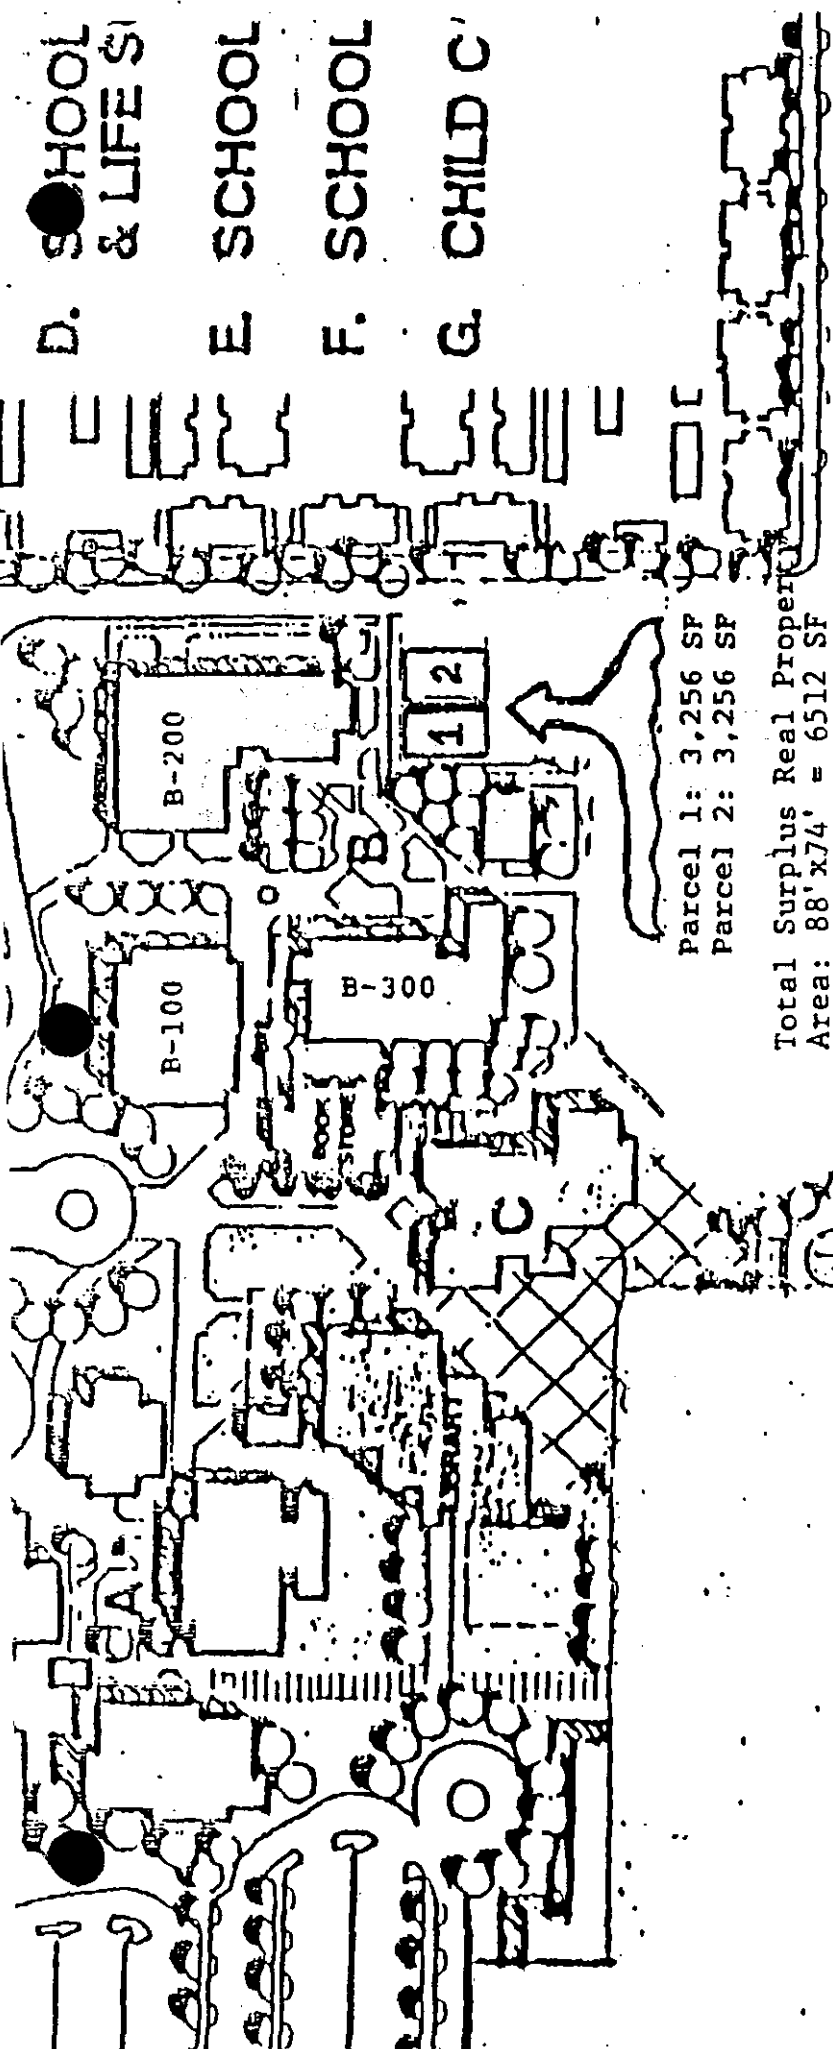 D. SCHOOL
& LIFE S
E. SCHOOL
F. SCHOOL
G. CHILD C
B-200
1 2
B
B-100
B-300
BOOK
STORE
C
LIBRARY
A
Parcel 1: 3,256 SF
Parcel 2: 3,256 SF
Total Surplus Real Propert
Area: 88'x74' = 6512 SF